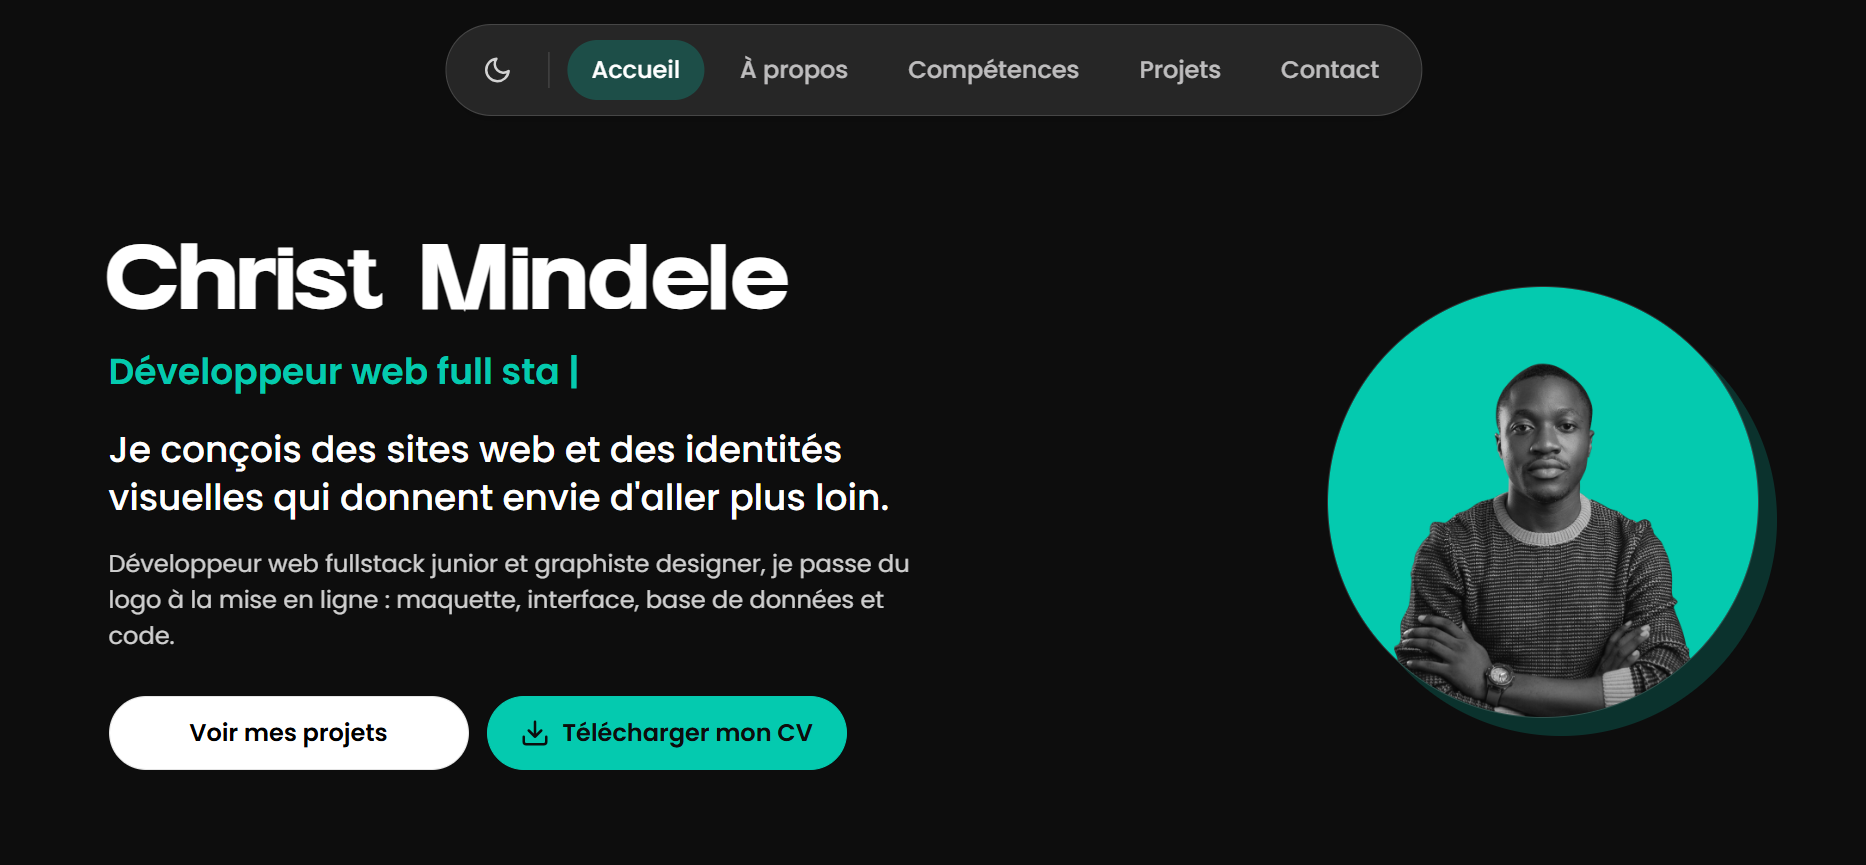 Accueil À propos Compétences Projets Contact
Christ Mindele
Développeur web full sta |
Je conçois des sites web et des identités
visuelles qui donnent envie d'aller plus loin.
Développeur web fullstack junior et graphiste designer, je passe du
logo à la mise en ligne : maquette, interface, base de données et
code.
Voir mes projets Télécharger mon CV